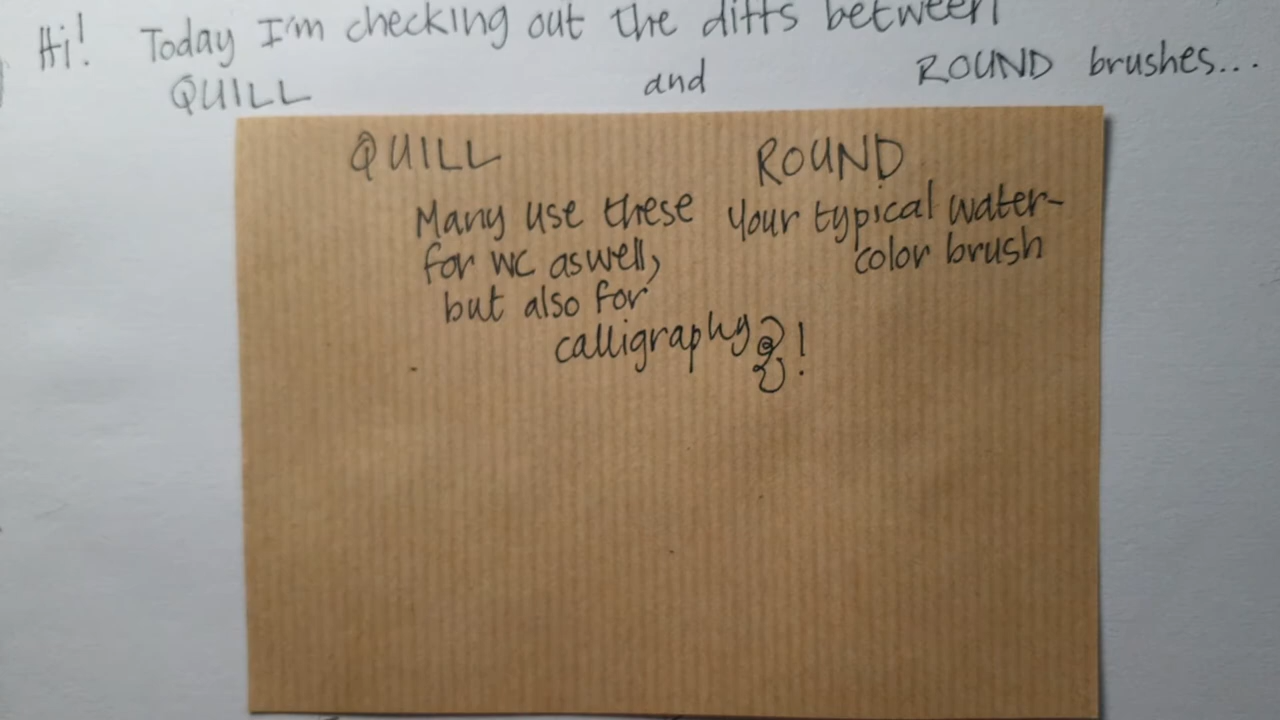 Hi! Today I'm checking out the diffs between
QUILL and ROUND brushes...
QUILL
Many use these
for wc aswell,
but also for
calligraphy!
ROUND
Your typical water-
color brush